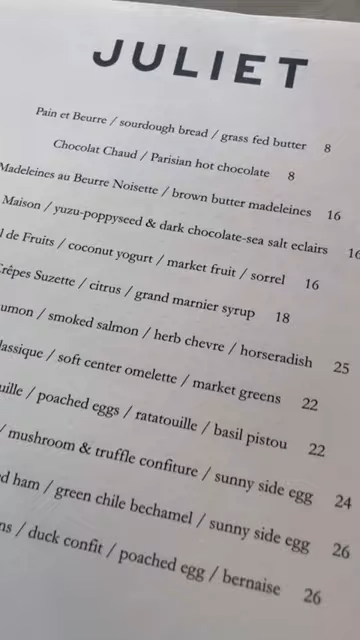 JULIET
Pain et Beurre / sourdough bread / grass fed butter 8
Chocolat Chaud / Parisian hot chocolate 8
Madeleines au Beurre Noisette / brown butter madeleines 16
Maison / yuzu-poppyseed & dark chocolate-sea salt eclairs 16
de Fruits / coconut yogurt / market fruit / sorrel 16
Crêpes Suzette / citrus / grand marnier syrup 18
umon / smoked salmon / herb chevre / horseradish 25
lassique / soft center omelette / market greens 22
uille / poached eggs / ratatouille / basil pistou 22
/ mushroom & truffle confiture / sunny side egg 24
ham / green chile bechamel / sunny side egg 26
/ duck confit / poached egg / bernaise 26